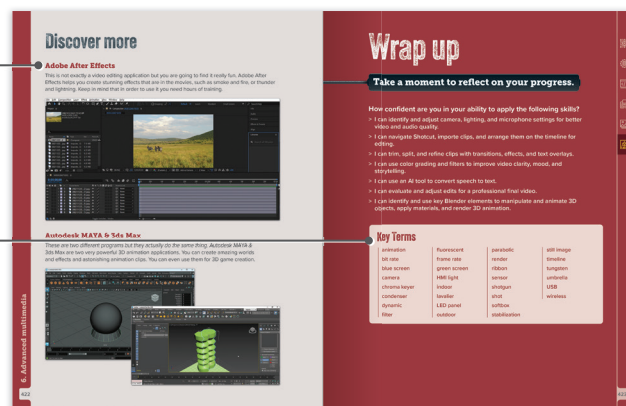 Discover more
Adobe After Effects
This is not exactly a video editing application but you are going to find it really fun. Adobe After
Effects helps you create stunning effects that are in the movies, such as smoke and fire, or thunder
and lightning. Keep in mind that in order to use it you need hours of training.
Autodesk MAYA & 3ds Max
These are two different programs but they actually do the same thing. Autodesk MAYA &
3ds Max are two very powerful 3D animation applications. You can create amazing worlds
and effects and astonishing animation clips. You can even use them for 3D game creation.
6. Advanced multimedia
422
Wrap up
Take a moment to reflect on your progress.
How confident are you in your ability to apply the following skills?
> I can identify and adjust camera, lighting, and microphone settings for better
video and audio quality.
> I can navigate Shotcut, importe clips, and arrange them on the timeline for
editing.
> I can trim, split, and refine clips with transitions, effects, and text overlays.
> I can use color grading and filters to improve video clarity, mood, and
storytelling.
> I can use an AI tool to convert speech to text.
> I can evaluate and adjust edits for a professional final video.
> I can identify and use key Blender elements to manipulate and animate 3D
objects, apply materials, and render 3D animation.
Key Terms
animation
bit rate
blue screen
camera
chroma keyer
condenser
dynamic
filter
fluorescent
frame rate
green screen
HMI light
indoor
lavalier
LED panel
outdoor
parabolic
render
ribbon
sensor
shotgun
shot
softbox
stabilisation
still image
timeline
tungsten
umbrella
USB
wireless
423